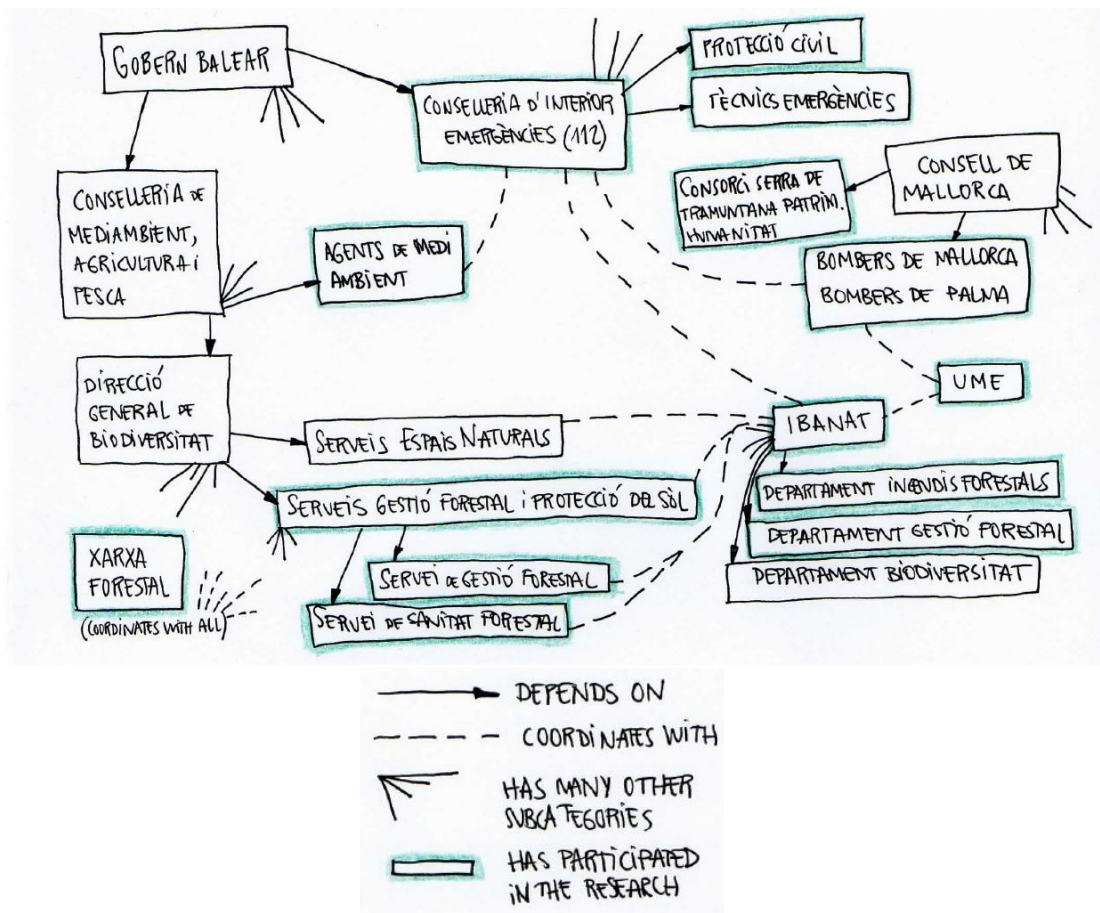 GOBERN BALEAR
CONSELLERIA D'INTERIOR
EMERGÈNCIES (112)
PROTECCIÓ CIVIL
TÈCNICS EMERGÈNCIES
CONSELL DE
MALLORCA
CONSORCI SERRA DE
TRAMUNTANA PATRIM.
HUMANITAT
BOMBERS DE MALLORCA
BOMBERS DE PALMA
CONSELLERIA DE
MEDIAMBIENT,
AGRICULTURA I
PESCA
AGENTS DE MEDI
AMBIENT
DIRECCIÓ
GENERAL DE
BIODIVERSITAT
SERVEIS ESPAIS NATURALS
UME
IBANAT
SERVEIS GESTIÓ FORESTAL I PROTECCIÓ DEL SÒL
DEPARTAMENT INCENDIS FORESTALS
DEPARTAMENT GESTIÓ FORESTAL
DEPARTAMENT BIODIVERSITAT
SERVEI DE GESTIÓ FORESTAL
SERVEI DE SANITAT FORESTAL
XARXA
FORESTAL
(COORDINATES WITH ALL)
DEPENDS ON
COORDINATES WITH
HAS MANY OTHER
SUBCATEGORIES
HAS PARTICIPATED
IN THE RESEARCH